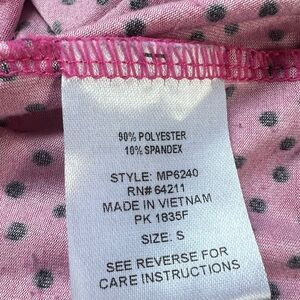 90% POLYESTER
10% SPANDEX
STYLE: MP6240
RN# 64211
MADE IN VIETNAM
PK 1835F
SIZE: S
SEE REVERSE FOR
CARE INSTRUCTIONS